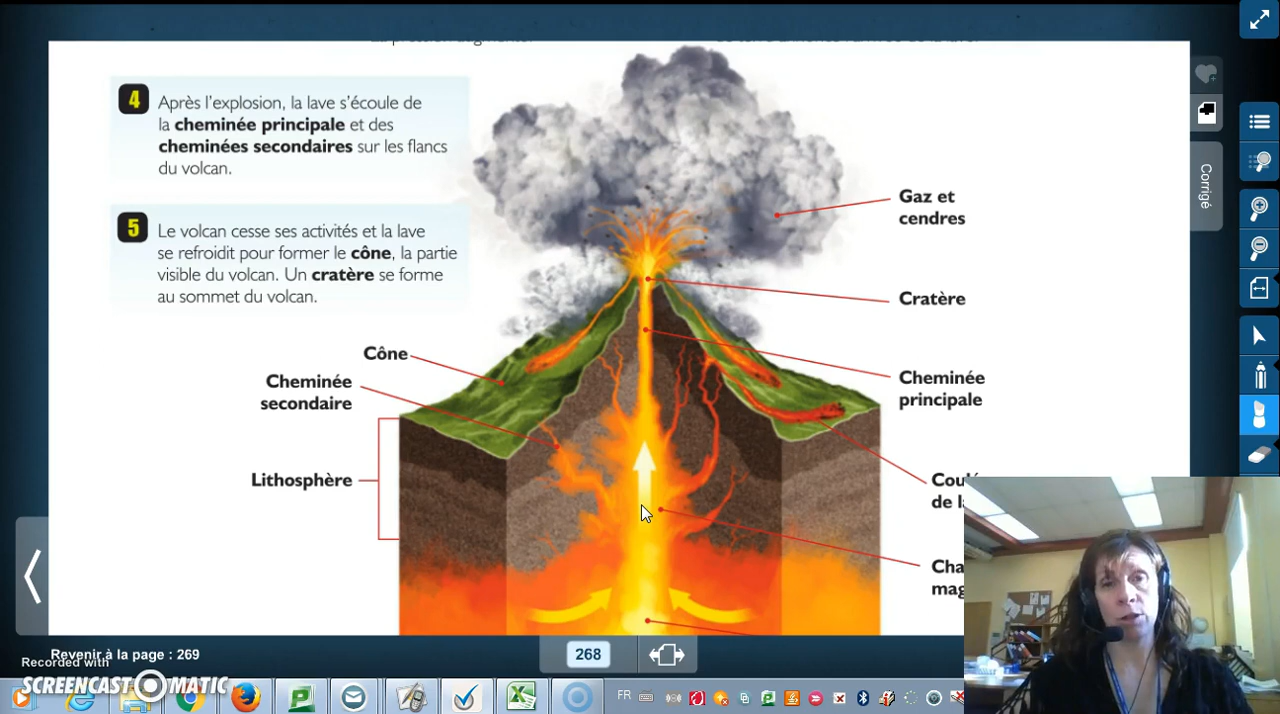 4
Après l'explosion, la lave s'écoule de
la cheminée principale et des
cheminées secondaires sur les flancs
du volcan.
5
Le volcan cesse ses activités et la lave
se refroidit pour former le cône, la partie
visible du volcan. Un cratère se forme
au sommet du volcan.
Gaz et
cendres
Cratère
Cône
Cheminée
secondaire
Cheminée
principale
Lithosphère
Corrigé
de
Revenir à la page : 269
268
Recorded with
SCREENCAST-O-MATIC
FR